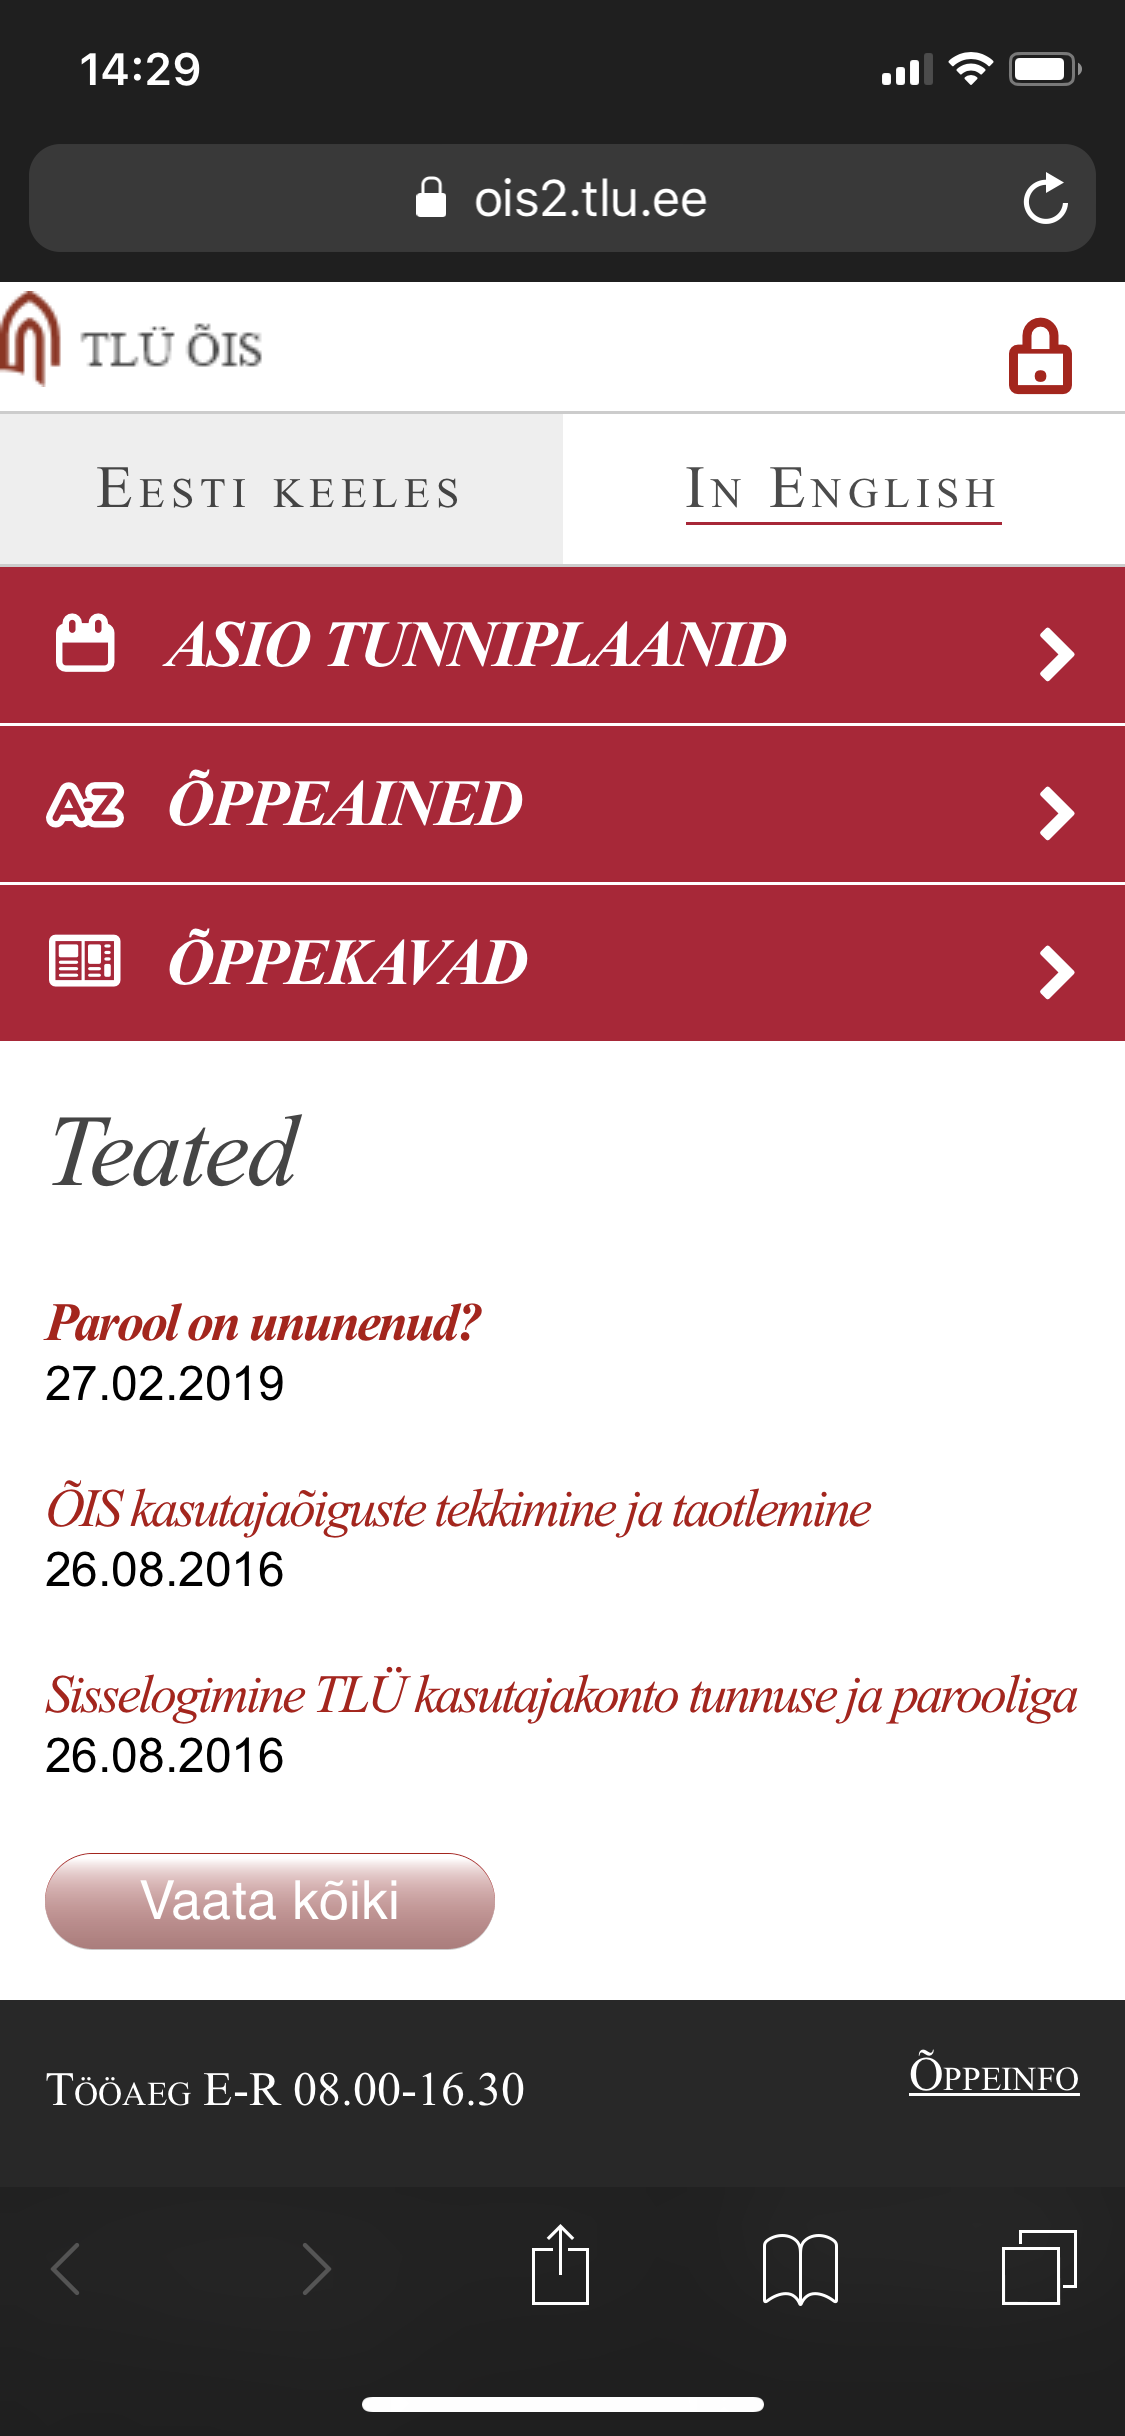 14:29
ois2.tlu.ee
TLÜ ÕIS
EESTI KEELES
IN ENGLISH
ASIO TUNNIPLAANID
AZ ÕPPEAINED
ÕPPEKAVAD
Teated
Parool on ununenud?
27.02.2019
ÕIS kasutajaõiguste tekkimine ja taotlemine
26.08.2016
Sisselogimine TLÜ kasutajakonto tunnuse ja parooliga
26.08.2016
Vaata kõiki
TÖÖAEG E-R 08.00-16.30
ÕPPEINFO